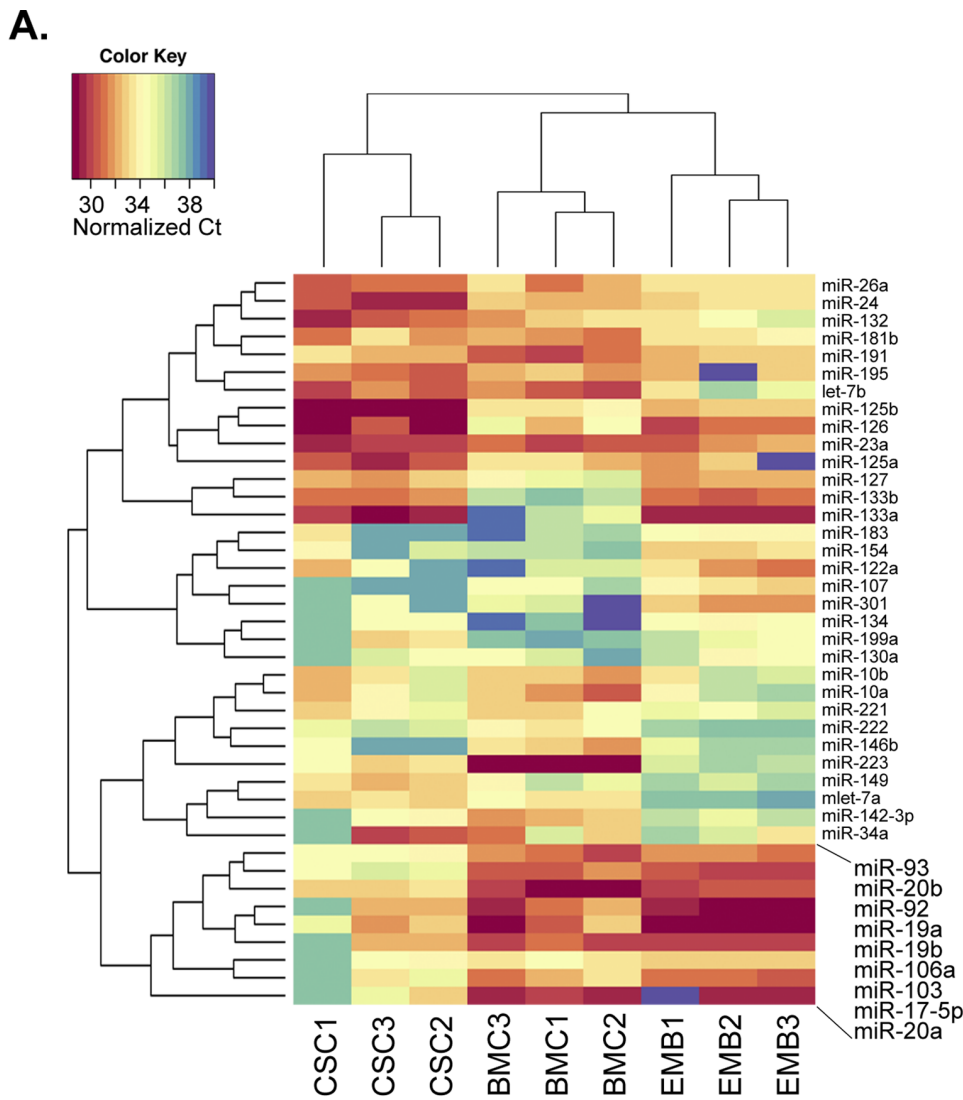 A.
Color Key
30 34 38
Normalized Ct
miR-26a
miR-24
miR-132
miR-181b
miR-191
miR-195
let-7b
miR-125b
miR-126
miR-23a
miR-125a
miR-127
miR-133b
miR-133a
miR-183
miR-154
miR-122a
miR-107
miR-301
miR-134
miR-199a
miR-130a
miR-10b
miR-10a
miR-221
miR-222
miR-146b
miR-223
miR-149
mlet-7a
miR-142-3p
miR-34a
miR-93
miR-20b
miR-92
miR-19a
miR-19b
miR-106a
miR-103
miR-17-5p
miR-20a
CSC1 CSC3 CSC2 BMC3 BMC1 BMC2 EMB1 EMB2 EMB3